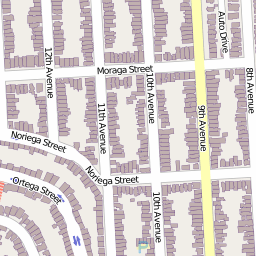 12th Avenue
Auto Drive
8th Avenue
Moraga Street
10th Avenue
11th Avenue
9th Avenue
Noriega Street
Noriega Street
Ortega Street
10th Avenue